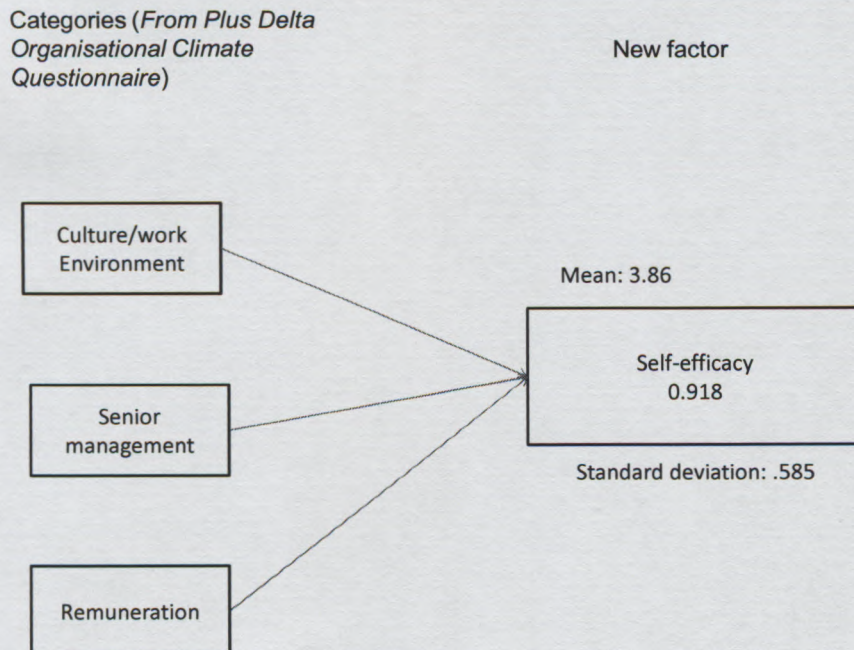 Categories (From Plus Delta
Organisational Climate
Questionnaire)
New factor
Culture/work
Environment
Mean: 3.86
Self-efficacy
0.918
Senior
management
Standard deviation: .585
Remuneration